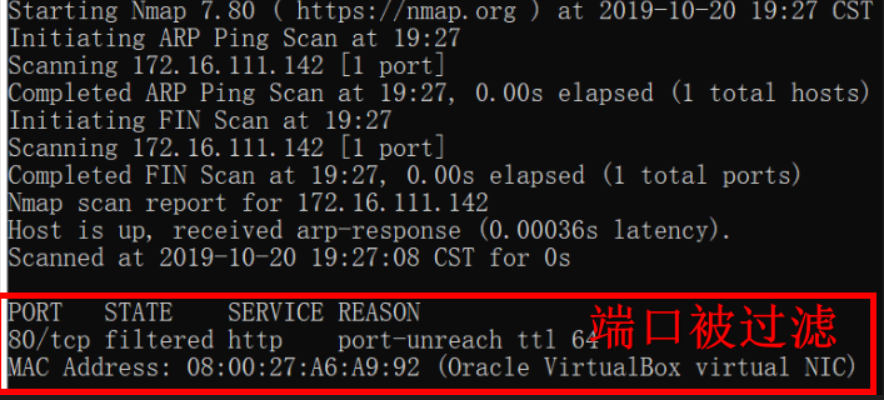 Starting Nmap 7.80 ( https://nmap.org ) at 2019-10-20 19:27 CST
Initiating ARP Ping Scan at 19:27
Scanning 172.16.111.142 [1 port]
Completed ARP Ping Scan at 19:27, 0.00s elapsed (1 total hosts)
Initiating FIN Scan at 19:27
Scanning 172.16.111.142 [1 port]
Completed FIN Scan at 19:27, 0.00s elapsed (1 total ports)
Nmap scan report for 172.16.111.142
Host is up, received arp-response (0.00036s latency).
Scanned at 2019-10-20 19:27:08 CST for 0s
PORT STATE SERVICE REASON
80/tcp filtered http port-unreach ttl 64
端口被过滤
MAC Address: 08:00:27:A6:A9:92 (Oracle VirtualBox virtual NIC)